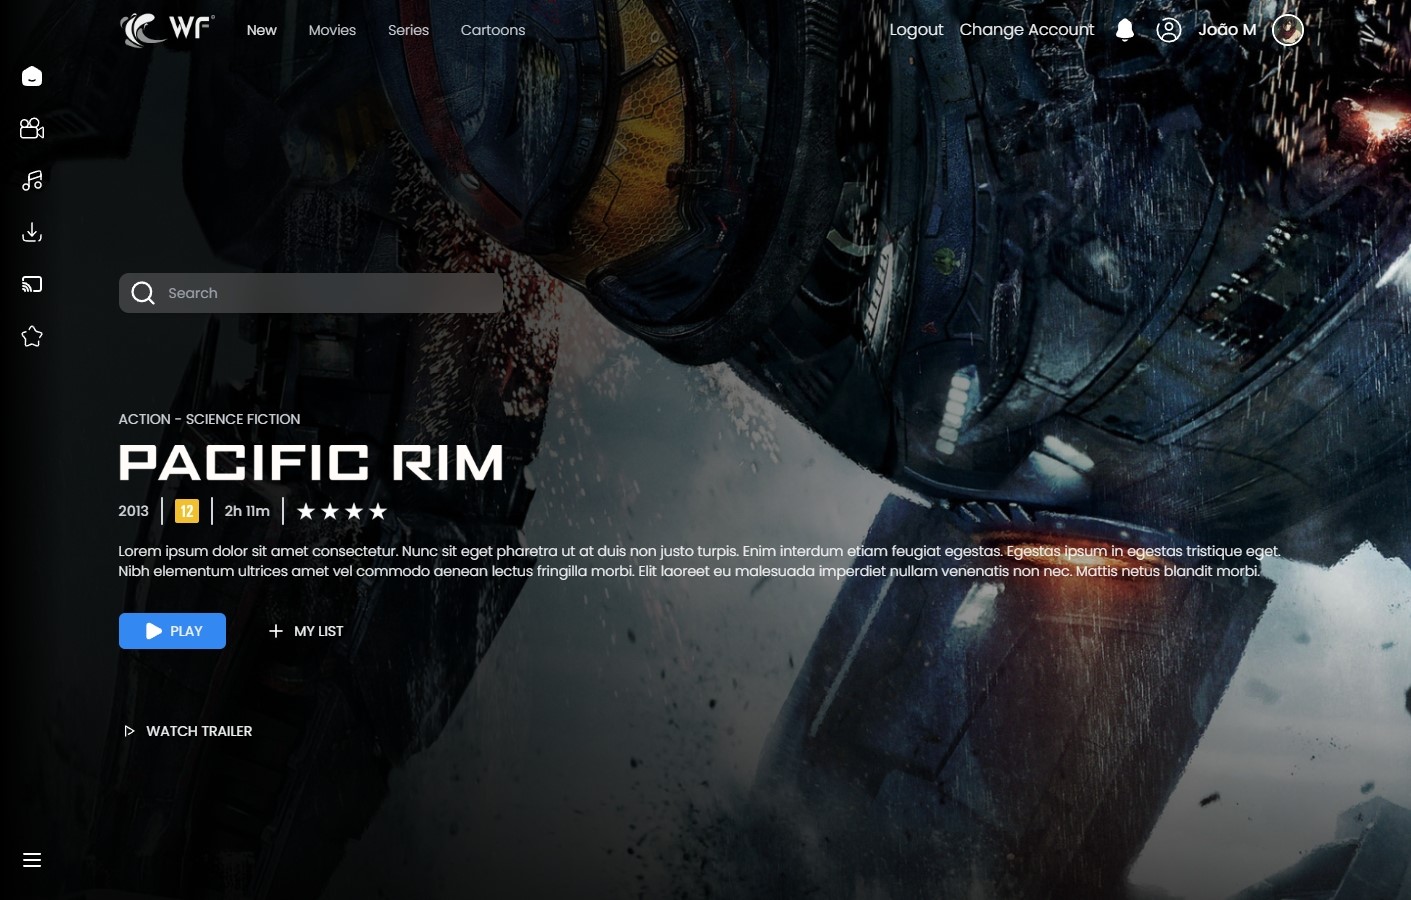 WF
New Movies Series Cartoons
Logout Change Account João M
Search
ACTION - SCIENCE FICTION
PACIFIC RIM
2013 12 2h 11m
Lorem ipsum dolor sit amet consectetur. Nunc sit eget pharetra ut at duis non justo turpis. Enim interdum etiam feugiat egestas. Egestas ipsum in egestas tristique eget.
Nibh elementum ultrices amet vel commodo aenean lectus fringilla morbi. Elit laoreet eu malesuada imperdiet nullam venenatis non nec. Mattis netus blandit morbi.
PLAY MY LIST
WATCH TRAILER